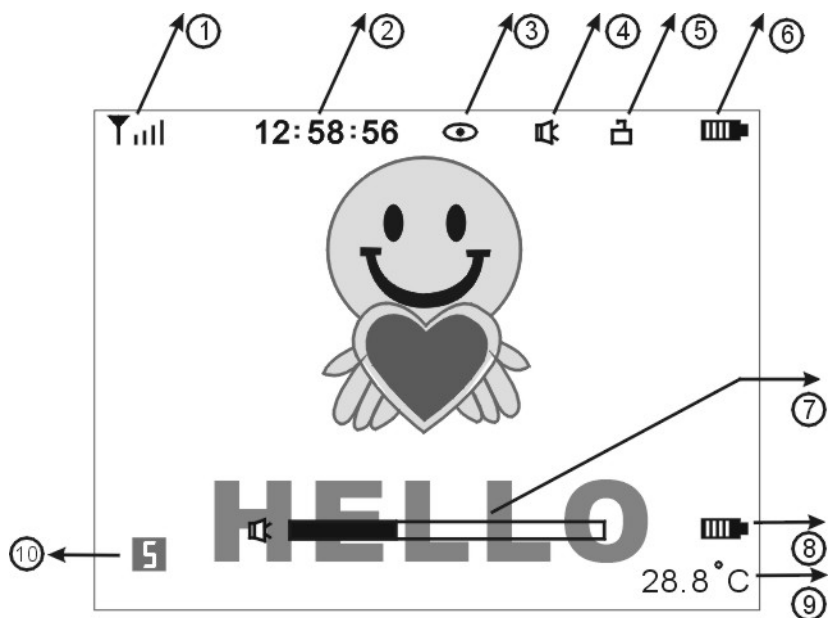 ① ② ③ ④ ⑤ ⑥
12:58:56
⑦
HELLO
⑧
⑩ 5
28.8°C
⑨